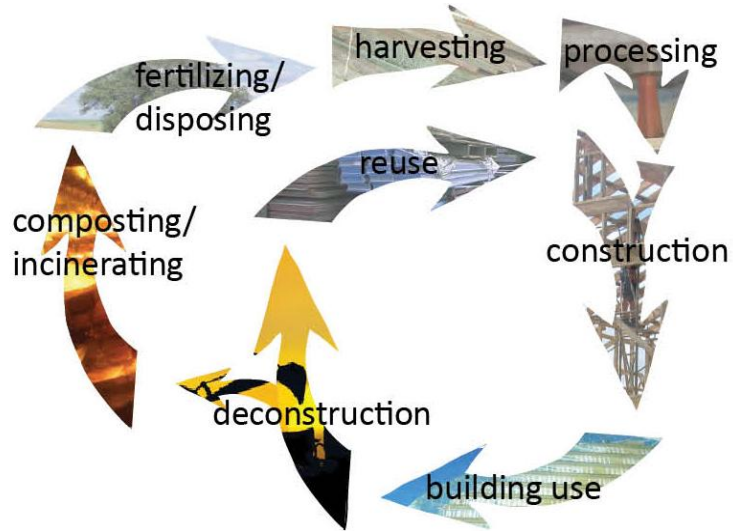 harvesting
processing
fertilizing/
disposing
reuse
composting/
incinerating
construction
deconstruction
building use